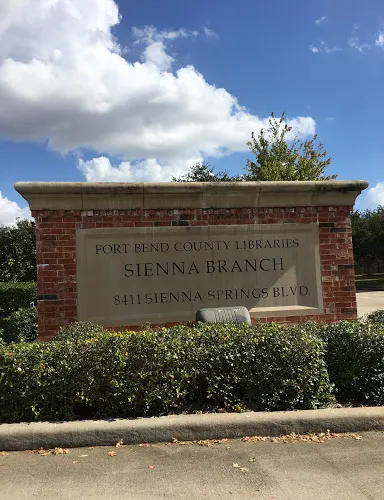 FORT BEND COUNTY LIBRARIES
SIENNA BRANCH
8411 SIENNA SPRINGS BLVD.